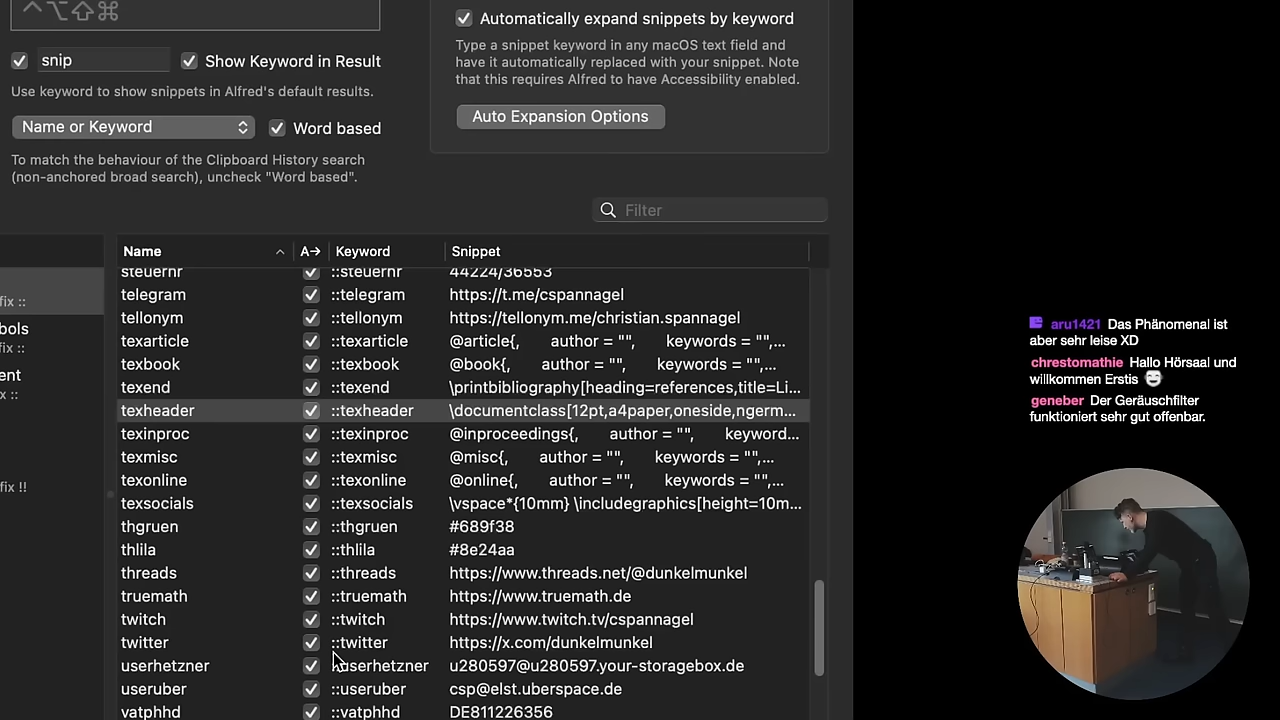 ⌃⌥⇧⌘
snip
Show Keyword in Result
Use keyword to show snippets in Alfred's default results.
Name or Keyword
Word based
To match the behaviour of the Clipboard History search
(non-anchored broad search), uncheck "Word based".
Automatically expand snippets by keyword
Type a snippet keyword in any macOS text field and
have it automatically replaced with your snippet. Note
that this requires Alfred to have Accessibility enabled.
Auto Expansion Options
Filter
fix ::
bols
fix ::
ent
x ::
fix !!
Name A→ Keyword Snippet
steuernr ::steuernr 44224/36553
telegram ::telegram https://t.me/cspannagel
tellonym ::tellonym https://tellonym.me/christian.spannagel
texarticle ::texarticle @article{, author = "", keywords = "",...
texbook ::texbook @book{, author = "", keywords = "",...
texend ::texend \printbibliography[heading=references,title=Li...
texheader ::texheader \documentclass[12pt,a4paper,oneside,ngerm...
texinproc ::texinproc @inproceedings{, author = "", keyword...
texmisc ::texmisc @misc{, author = "", keywords = "",...
texonline ::texonline @online{, author = "", keywords = "",...
texsocials ::texsocials \vspace*{10mm} \includegraphics[height=10m...
thgruen ::thgruen #689f38
thlila ::thlila #8e24aa
threads ::threads https://www.threads.net/@dunkelmunkel
truemath ::truemath https://www.truemath.de
twitch ::twitch https://www.twitch.tv/cspannagel
twitter ::twitter https://x.com/dunkelmunkel
userhetzner userhetzner u280597@u280597.your-storagebox.de
useruber ::useruber csp@elst.uberspace.de
vatphhd ::vatphhd DE811226356
aru1421 Das Phänomenal ist
aber sehr leise XD
chrestomathie Hallo Hörsaal und
willkommen Erstis
geneber Der Geräuschfilter
funktioniert sehr gut offenbar.